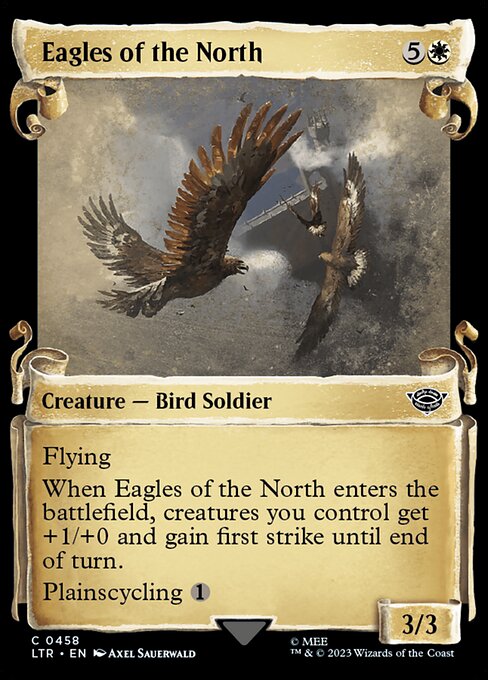 Eagles of the North 5
Creature — Bird Soldier
Flying
When Eagles of the North enters the
battlefield, creatures you control get
+1/+0 and gain first strike until end
of turn.
Plainscycling 1
3/3
C 0458
LTR • EN Axel Sauerwald
© MEE
™ & © 2023 Wizards of the Coast